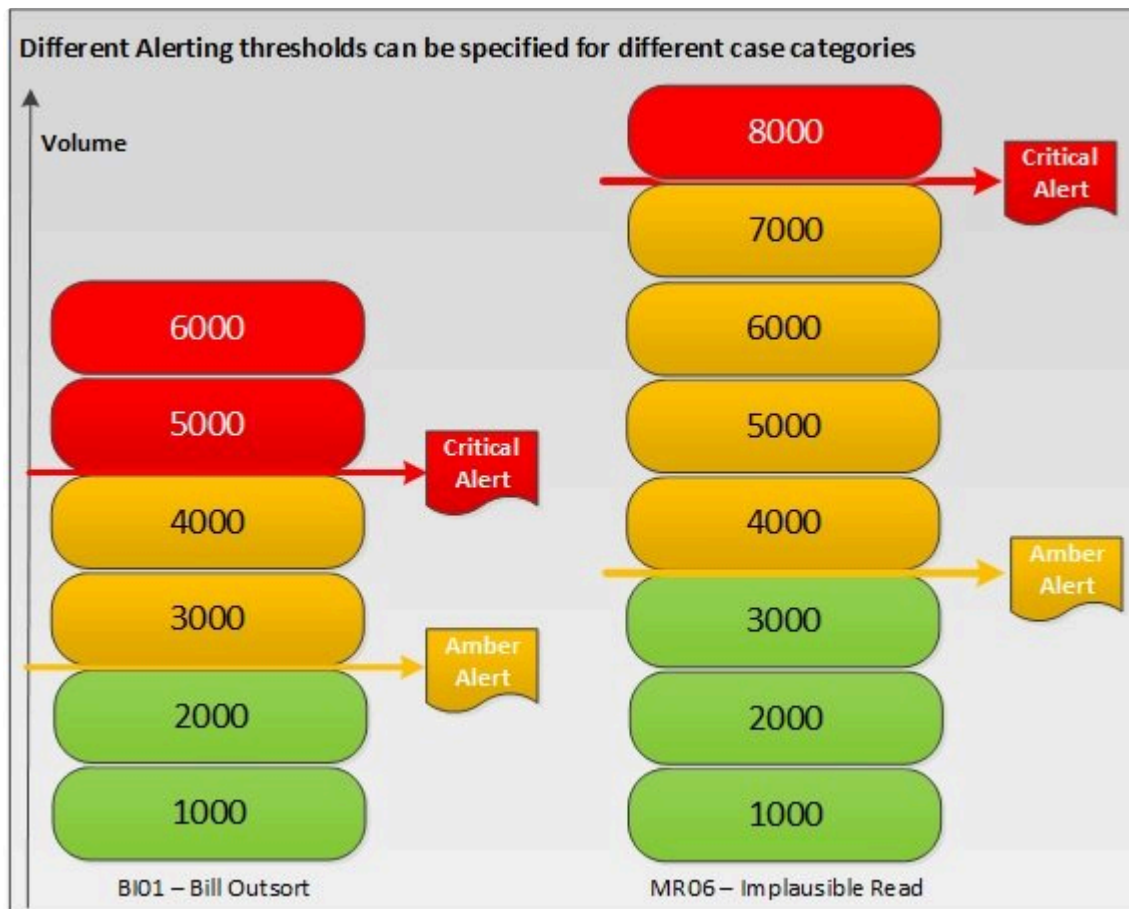 Different Alerting thresholds can be specified for different case categories
Volume
6000
5000
Critical
Alert
4000
3000
Amber
Alert
2000
1000
BI01 – Bill Outsort
8000
Critical
Alert
7000
6000
5000
4000
Amber
Alert
3000
2000
1000
MR06 – Implausible Read